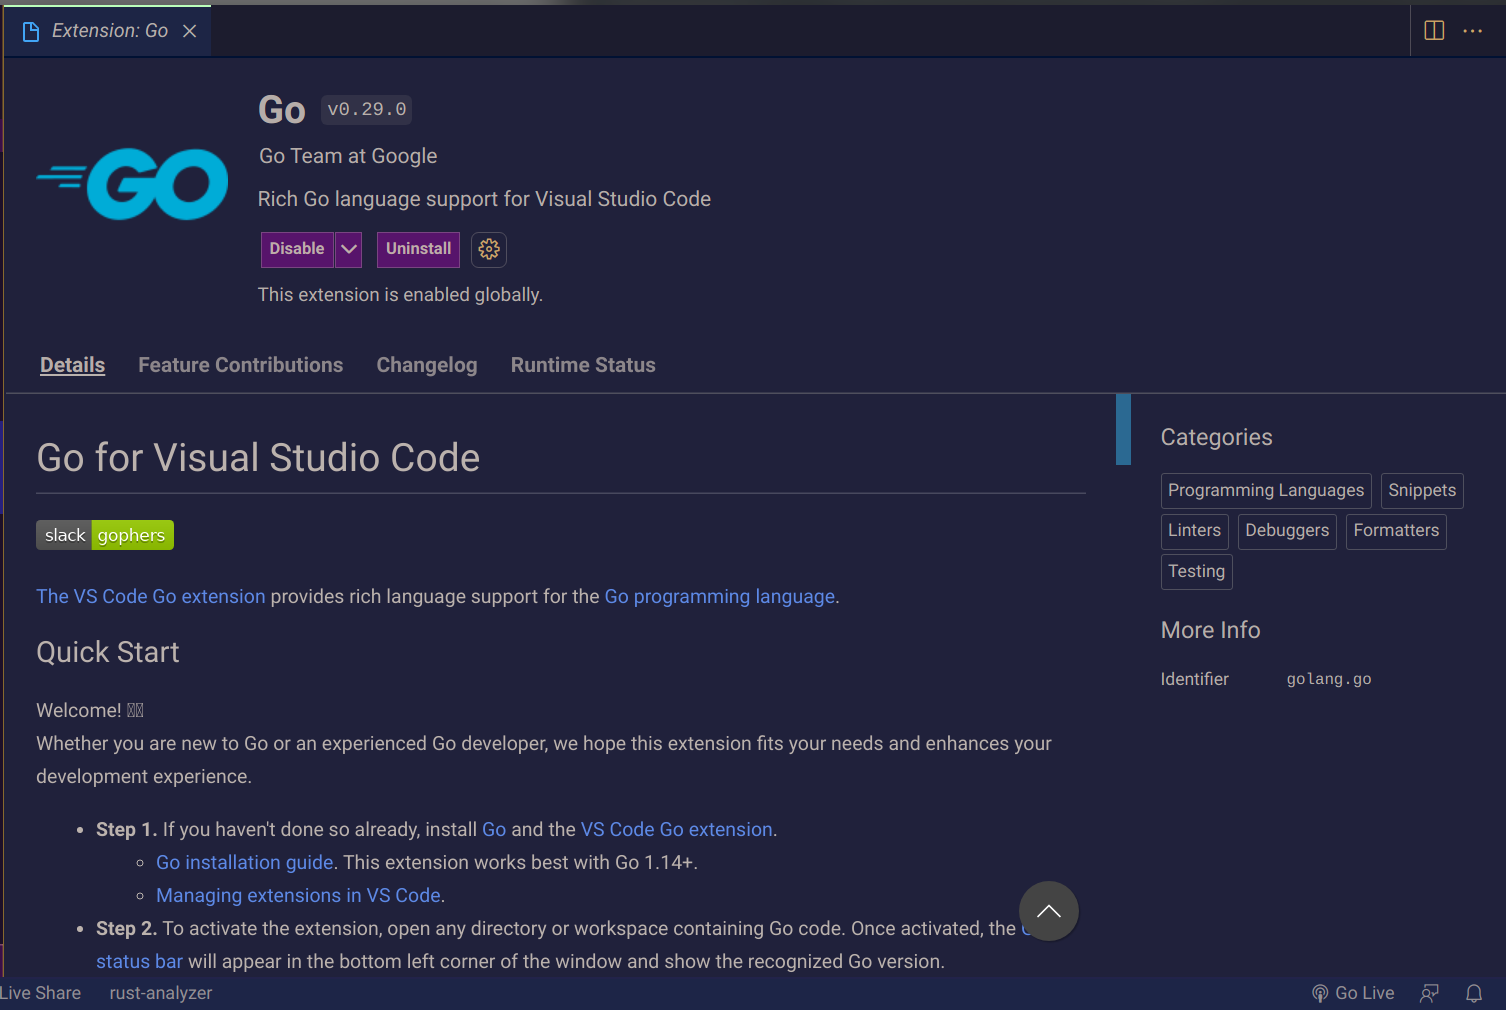 Extension: Go
Go v0.29.0
GO
Go Team at Google
Rich Go language support for Visual Studio Code
Disable Uninstall
This extension is enabled globally.
Details Feature Contributions Changelog Runtime Status
Go for Visual Studio Code
slack gophers
The VS Code Go extension provides rich language support for the Go programming language.
Quick Start
Welcome!
Whether you are new to Go or an experienced Go developer, we hope this extension fits your needs and enhances your
development experience.
• Step 1. If you haven't done so already, install Go and the VS Code Go extension.
◦ Go installation guide. This extension works best with Go 1.14+.
◦ Managing extensions in VS Code.
• Step 2. To activate the extension, open any directory or workspace containing Go code. Once activated, the
status bar will appear in the bottom left corner of the window and show the recognized Go version.
Categories
Programming Languages Snippets
Linters Debuggers Formatters
Testing
More Info
Identifier golang.go
Live Share rust-analyzer Go Live